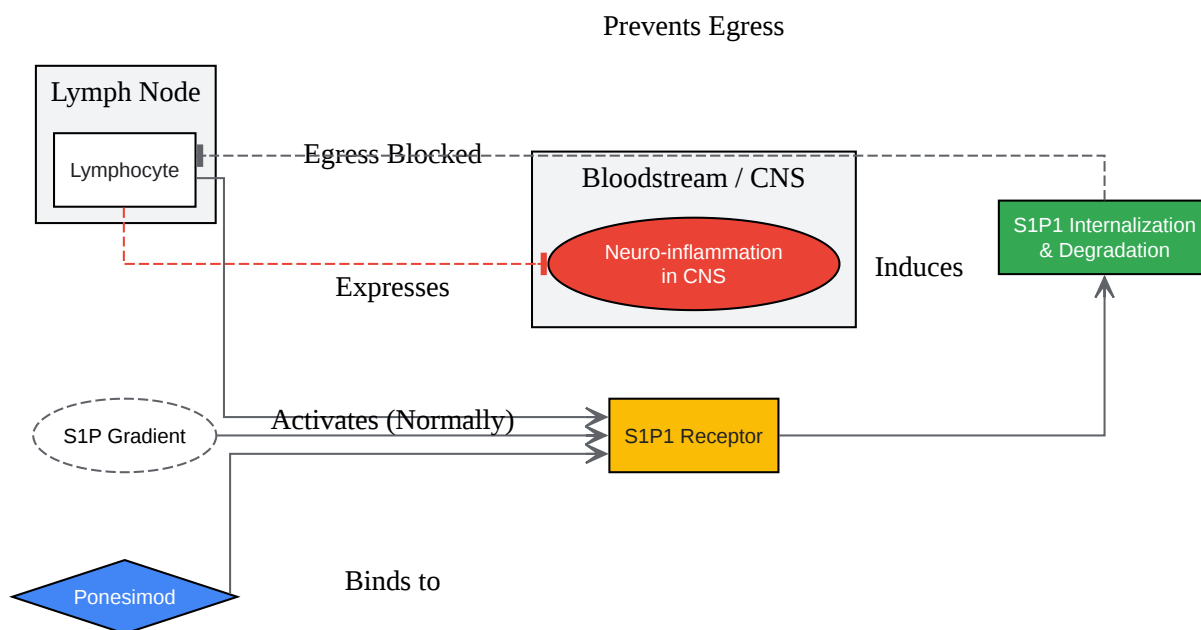 Prevents Egress
Lymph Node
Lymphocyte
Egress Blocked
Bloodstream / CNS
Neuro-inflammation
in CNS
S1P1 Internalization
& Degradation
Induces
Expresses
S1P Gradient
Activates (Normally)
S1P1 Receptor
Ponesimod
Binds to